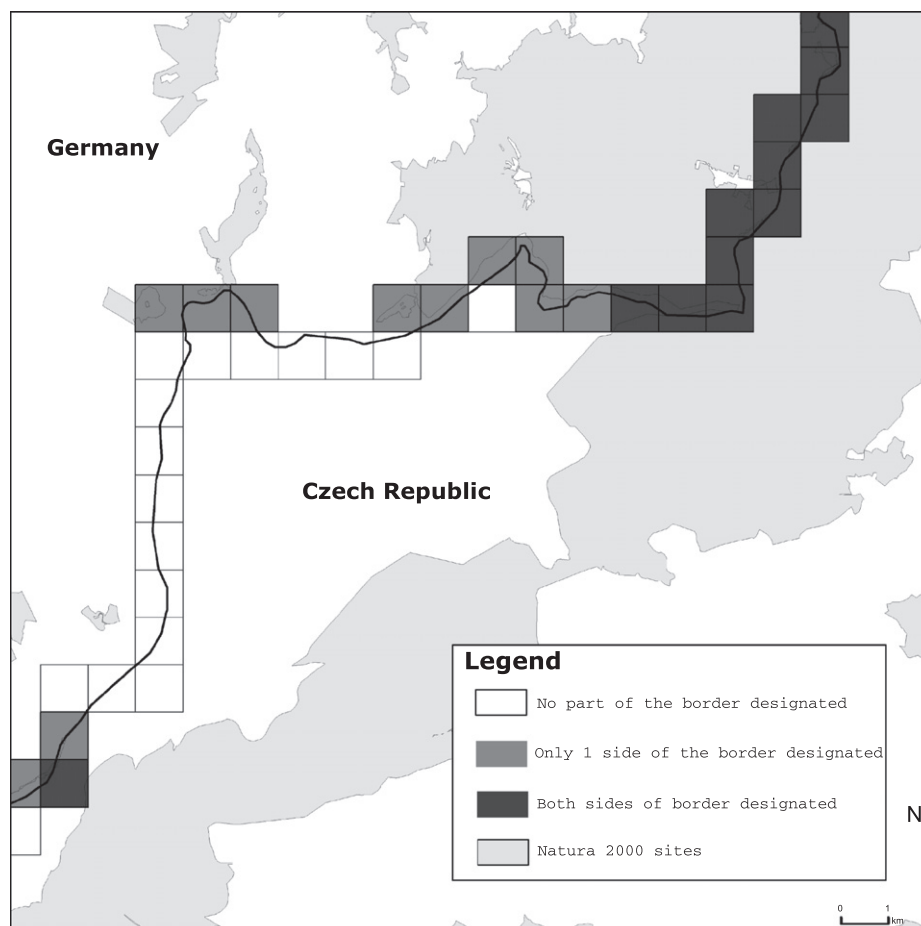 Germany
Czech Republic
Legend
No part of the border designated
Only 1 side of the border designated
Both sides of border designated
Natura 2000 sites
N
0 1
km